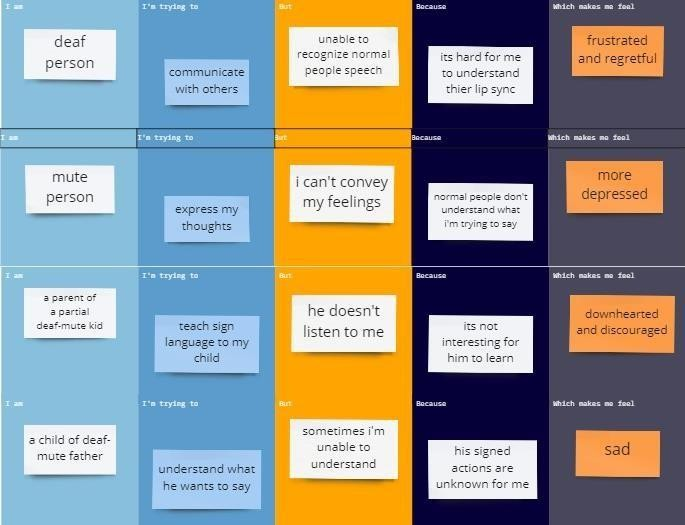 I am
I'm trying to
But
Because
Which makes me feel
deaf
person
communicate
with others
unable to
recognize normal
people speech
its hard for me
to understand
thier lip sync
frustrated
and regretful
I am
I'm trying to
But
Because
Which makes me feel
mute
person
express my
thoughts
i can't convey
my feelings
normal people don't
understand what
i'm trying to say
more
depressed
I am
I'm trying to
But
Because
Which makes me feel
a parent of
a partial
deaf-mute kid
teach sign
language to my
child
he doesn't
listen to me
its not
interesting for
him to learn
downhearted
and discouraged
I am
I'm trying to
But
Because
Which makes me feel
a child of deaf-
mute father
understand what
he wants to say
sometimes i'm
unable to
understand
his signed
actions are
unknown for me
sad